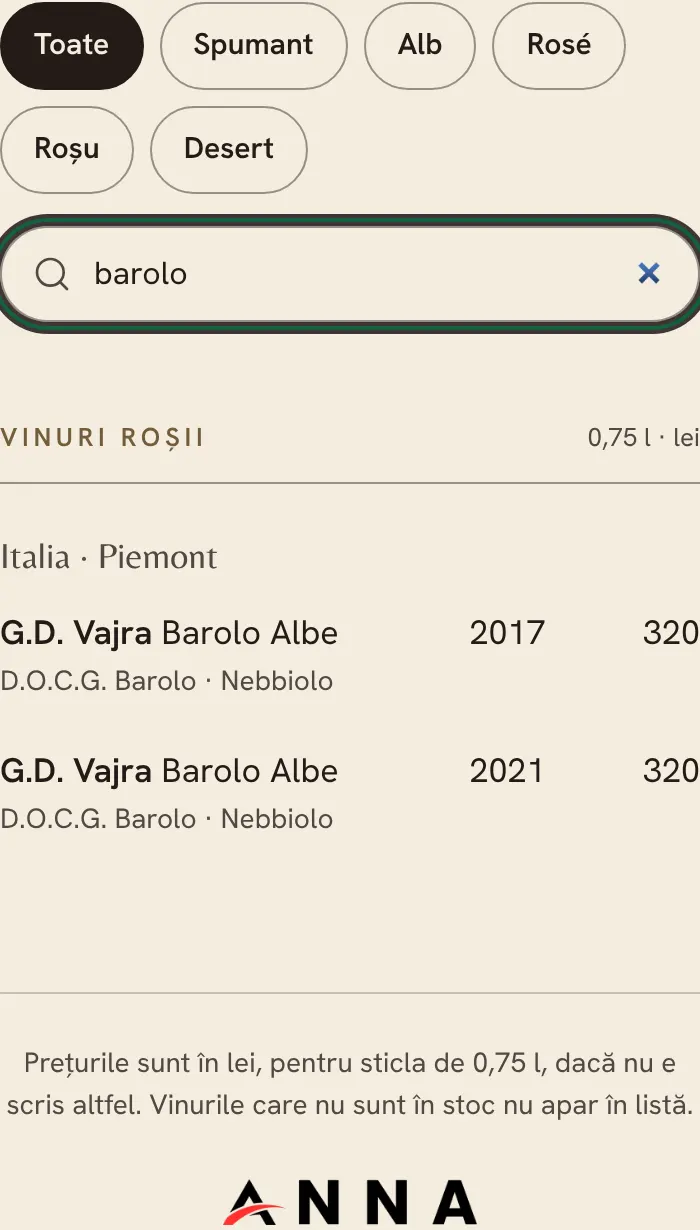 Toate Spumant Alb Rosé
Roșu Desert
barolo
VINURI ROȘII 0,75 l · lei
Italia · Piemont
G.D. Vajra Barolo Albe 2017 320
D.O.C.G. Barolo · Nebbiolo
G.D. Vajra Barolo Albe 2021 320
D.O.C.G. Barolo · Nebbiolo
Prețurile sunt în lei, pentru sticla de 0,75 l, dacă nu e
scris altfel. Vinurile care nu sunt în stoc nu apar în listă.
ANNA